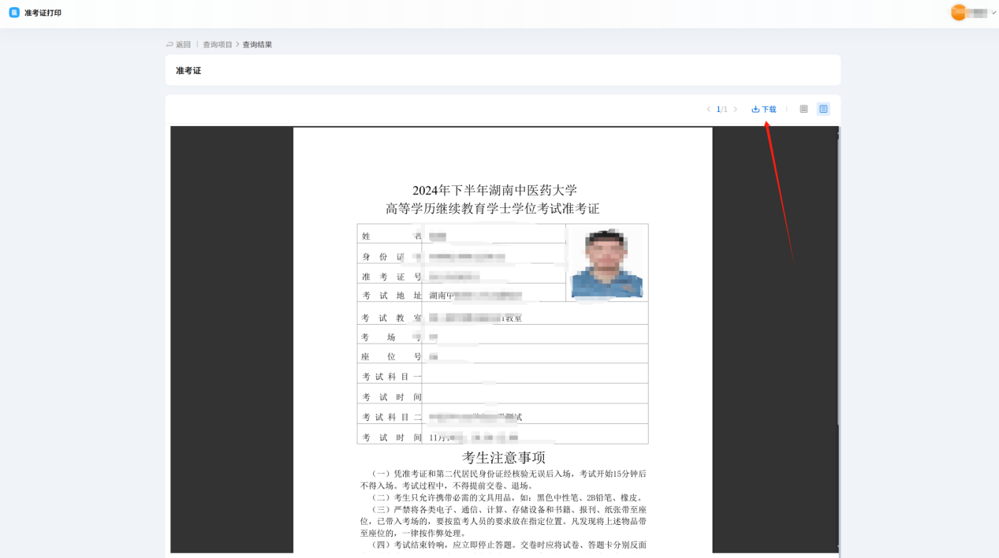 准考证打印
返回 | 查询项目 > 查询结果
准考证
< 1/1 > 下载
2024年下半年湖南中医药大学
高等学历继续教育学士学位考试准考证
姓 名
身 份 证
准 考 证 号
考 试 地 址 湖南中
考 试 教 室 教室
考 场
座 位 号
考 试 科 目 一
考 试 时 间
考 试 科 目 二 测试
考 试 时 间 11月
考生注意事项
（一）凭准考证和第二代居民身份证经核验无误后入场，考试开始15分钟后
不得入场。考试过程中，不得提前交卷、退场。
（二）考生只允许携带必需的文具用品，如：黑色中性笔、2B铅笔、橡皮。
（三）严禁将各类电子、通信、计算、存储设备和书籍、报刊、纸张带至座
位，已带入考场的，要按监考人员的要求放在指定位置。凡发现将上述物品带
至座位的，一律按作弊处理。
（四）考试结束铃响，应立即停止答题。交卷时应将试卷、答题卡分别反面